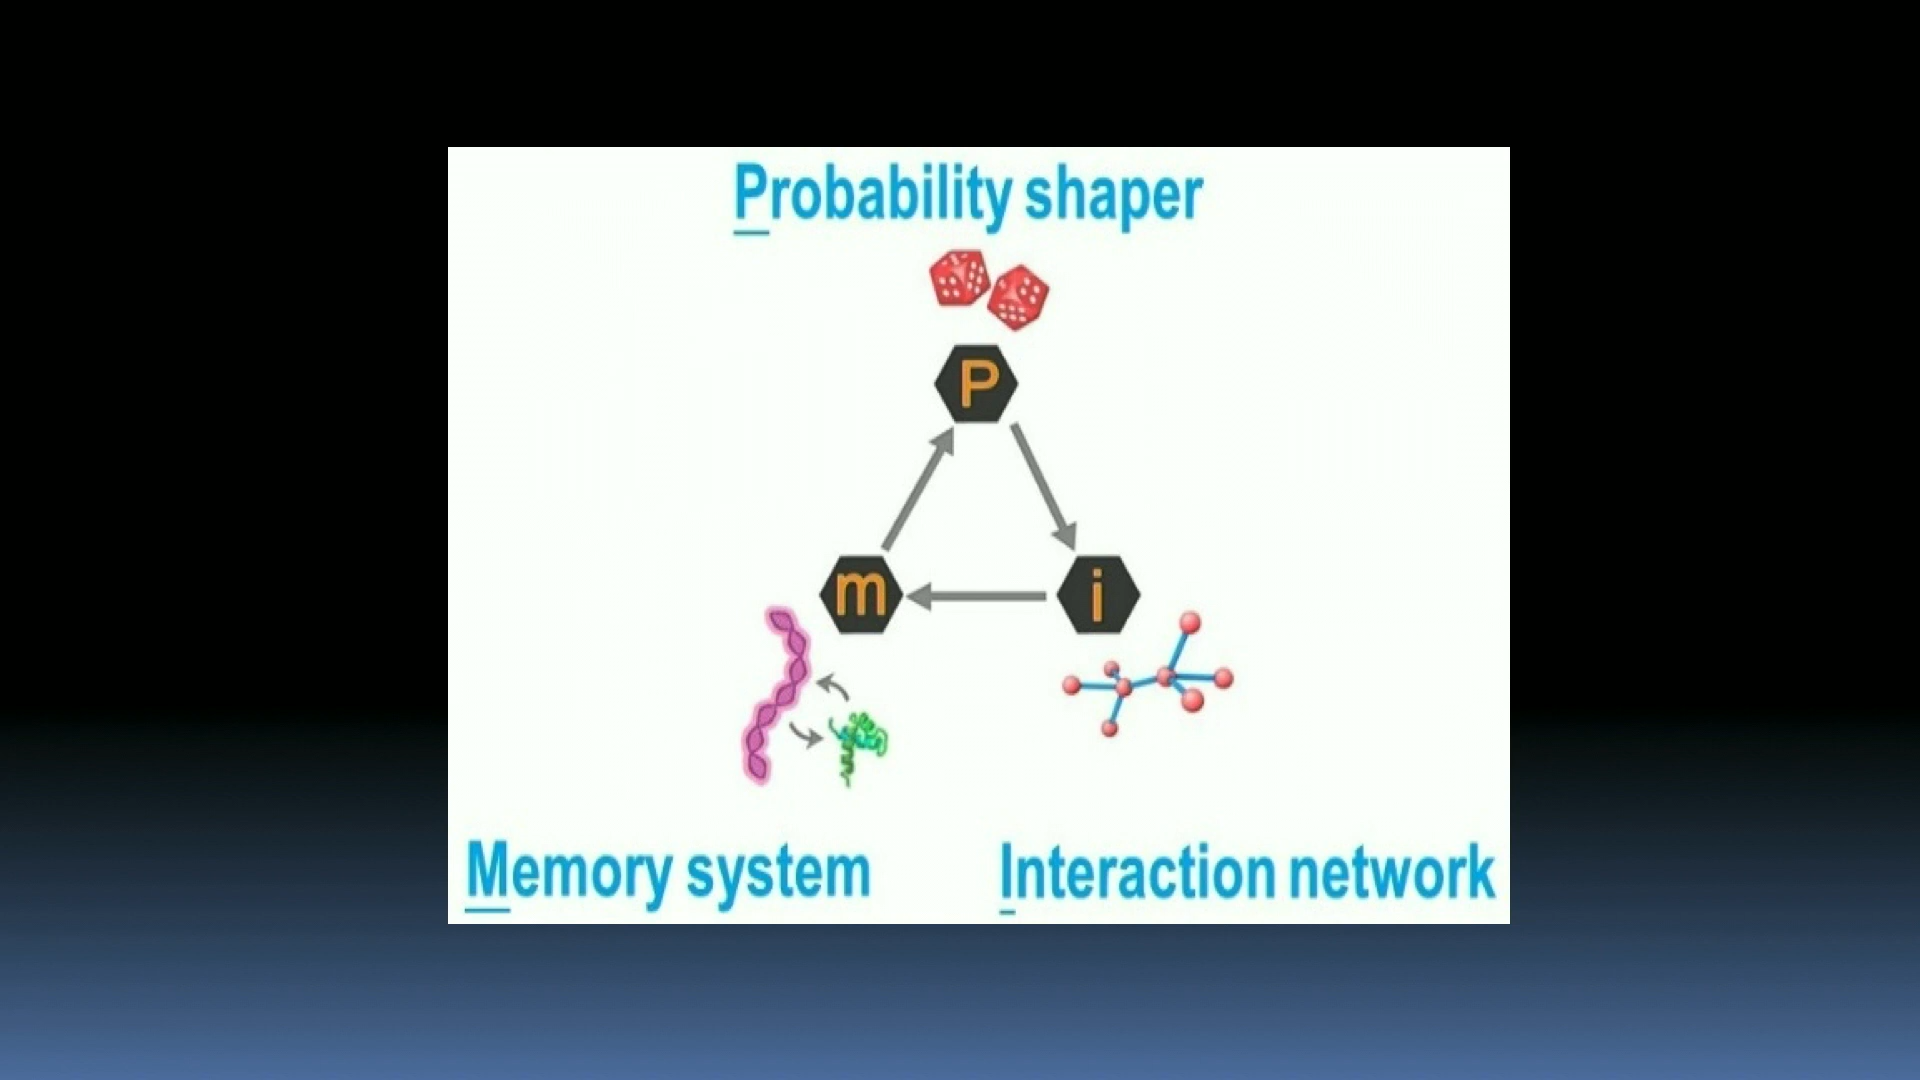 Probability shaper
P
m
i
Memory system
Interaction network